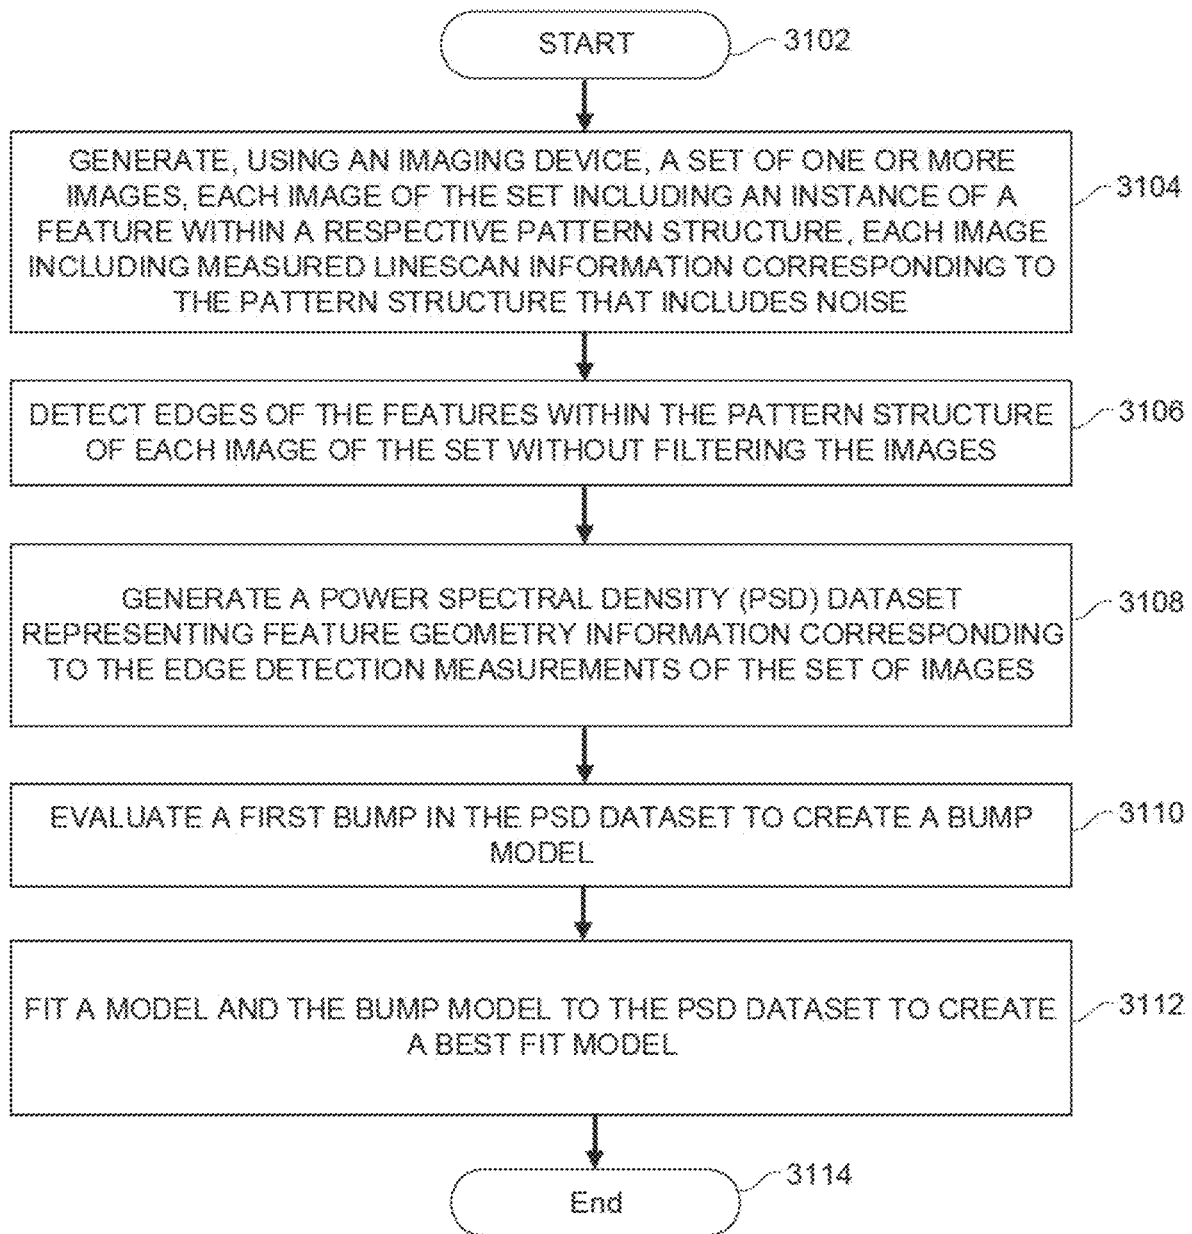 START
3102
GENERATE, USING AN IMAGING DEVICE, A SET OF ONE OR MORE
IMAGES, EACH IMAGE OF THE SET INCLUDING AN INSTANCE OF A
FEATURE WITHIN A RESPECTIVE PATTERN STRUCTURE, EACH IMAGE
INCLUDING MEASURED LINESCAN INFORMATION CORRESPONDING TO
THE PATTERN STRUCTURE THAT INCLUDES NOISE.
3104
DETECT EDGES OF THE FEATURES WITHIN THE PATTERN STRUCTURE
OF EACH IMAGE OF THE SET WITHOUT FILTERING THE IMAGES
3106
GENERATE A POWER SPECTRAL DENSITY (PSD) DATASET
REPRESENTING FEATURE GEOMETRY INFORMATION CORRESPONDING
TO THE EDGE DETECTION MEASUREMENTS OF THE SET OF IMAGES
3108
EVALUATE A FIRST BUMP IN THE PSD DATASET TO CREATE A BUMP
MODEL
3110
FIT A MODEL AND THE BUMP MODEL TO THE PSD DATASET TO CREATE
A BEST FIT MODEL
3112
End
3114